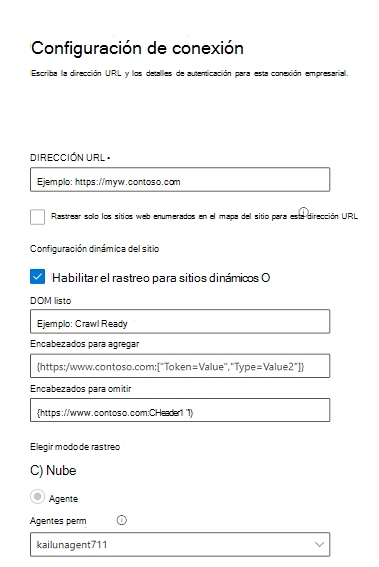 Configuración de conexión
Escriba la dirección URL y los detalles de autenticación para esta conexión empresarial.
DIRECCIÓN URL •
Ejemplo: https://myw.contoso.com
Rastrear solo los sitios web enumerados en el mapa del sitio para esta dirección URL
Configuración dinámica del sitio
Habilitar el rastreo para sitios dinámicos O
DOM listo
Ejemplo: Crawl Ready
Encabezados para agregar
{https:/www.contoso.com:["Token=Value","Type=Value2"]}
Encabezados para omitir
{https://www.contoso.com:CHeader1 "1)
Elegir modo de rastreo
C) Nube
Agente
Agentes perm
kailunagent711